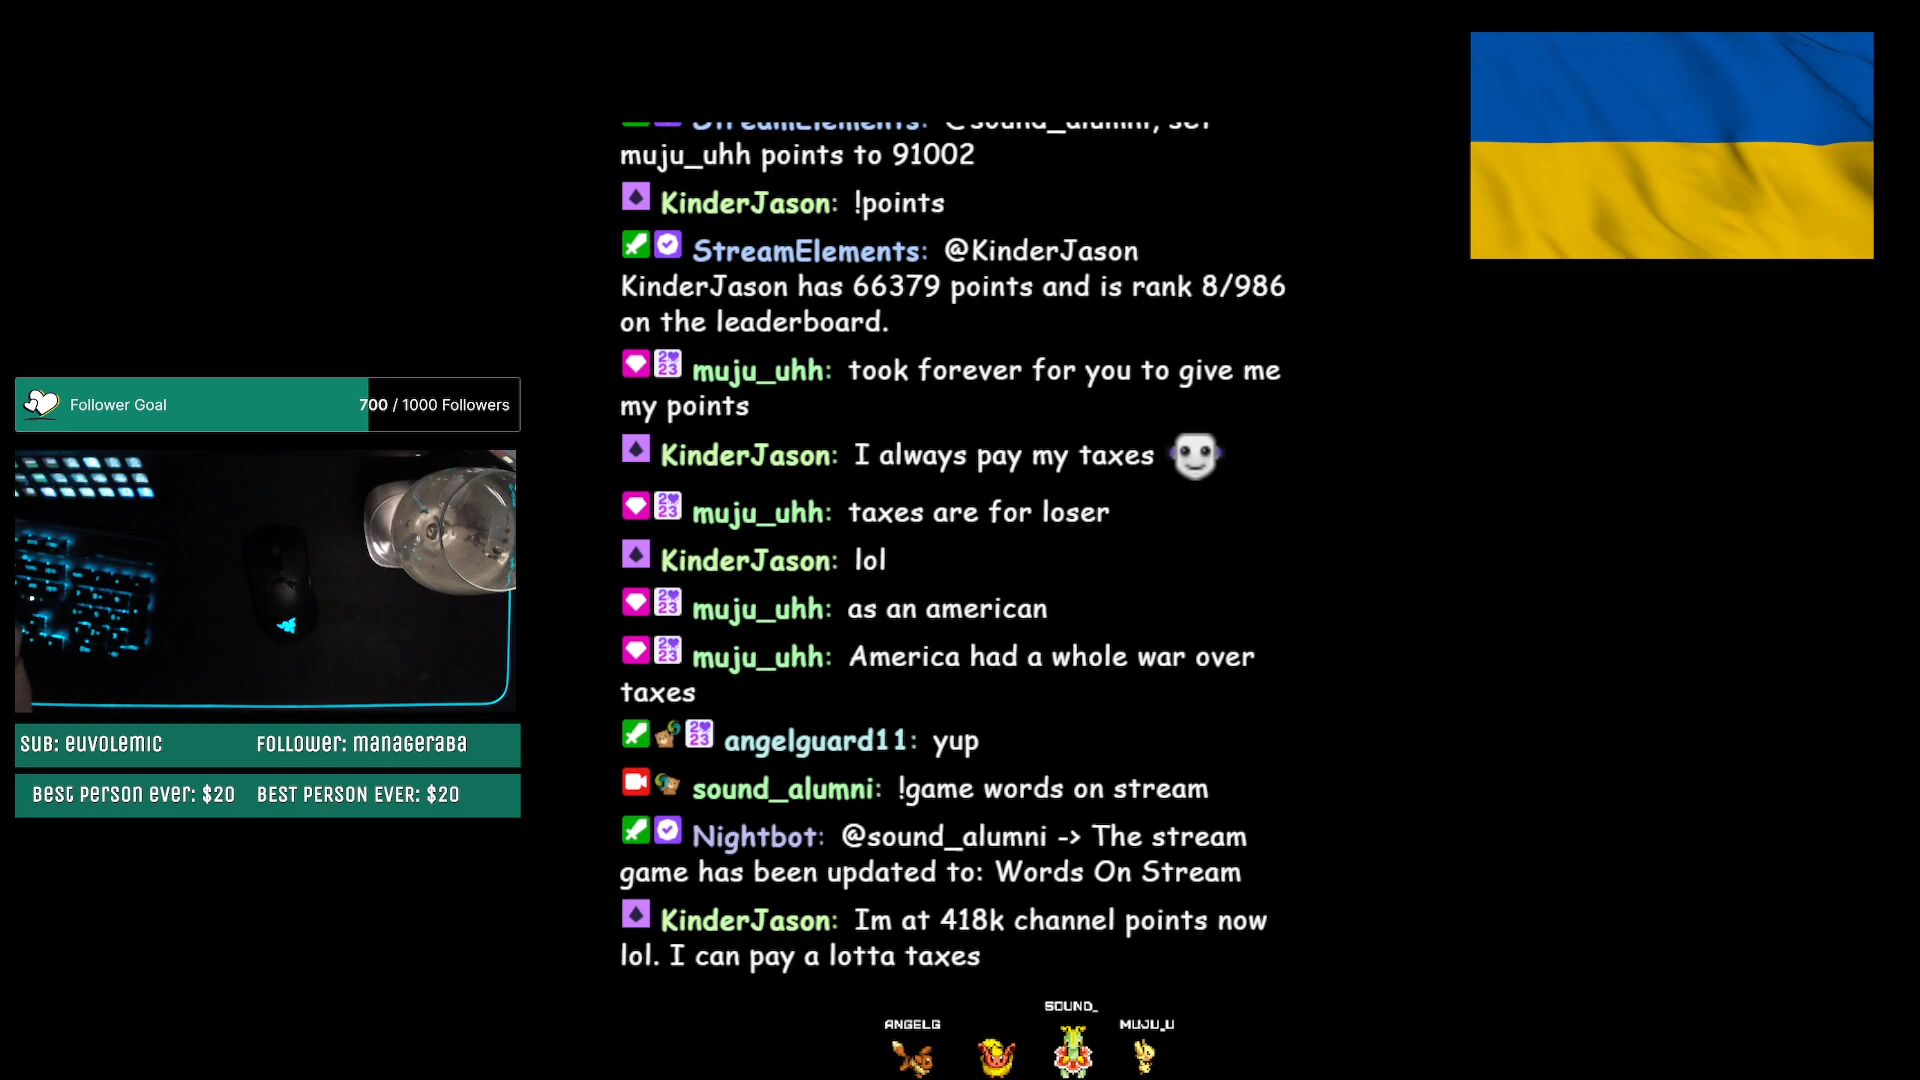 StreamElements: @sound_alumni, set
muju_uhh points to 91002
KinderJason: !points
StreamElements: @KinderJason
KinderJason has 66379 points and is rank 8/986
on the leaderboard.
muju_uhh: took forever for you to give me
my points
KinderJason: I always pay my taxes
muju_uhh: taxes are for loser
KinderJason: lol
muju_uhh: as an american
muju_uhh: America had a whole war over
taxes
angelguard11: yup
sound_alumni: !game words on stream
Nightbot: @sound_alumni -> The stream
game has been updated to: Words On Stream
KinderJason: Im at 418k channel points now
lol. I can pay a lotta taxes
Follower Goal 700 / 1000 Followers
SUB: euvolemic FOLLOWER: manageraba
Best Person ever: $20 BEST PERSON EVER: $20
SOUND_
ANGELG MUJU_U